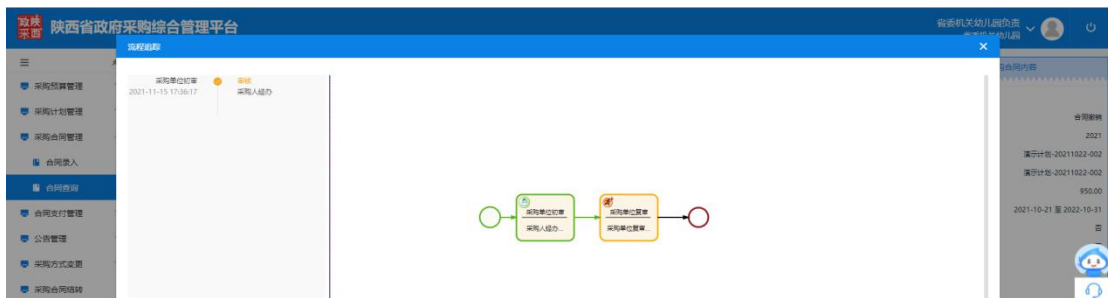 政陕
采西
陕西省政府采购综合管理平台
省委机关幼儿园负责
流程追踪
采购单位初审
2021-11-15 17:36:17
审核
采购人经办
采购预算管理
采购计划管理
采购合同管理
合同录入
合同查询
合同支付管理
公告管理
采购方式变更
采购合同结转
采购单位初审
采购人经办...
采购单位复审
采购单位复审...
合同内容
合同撤销
2021
演示计划-20211022-002
演示计划-20211022-002
950.00
2021-10-21 至 2022-10-31
否